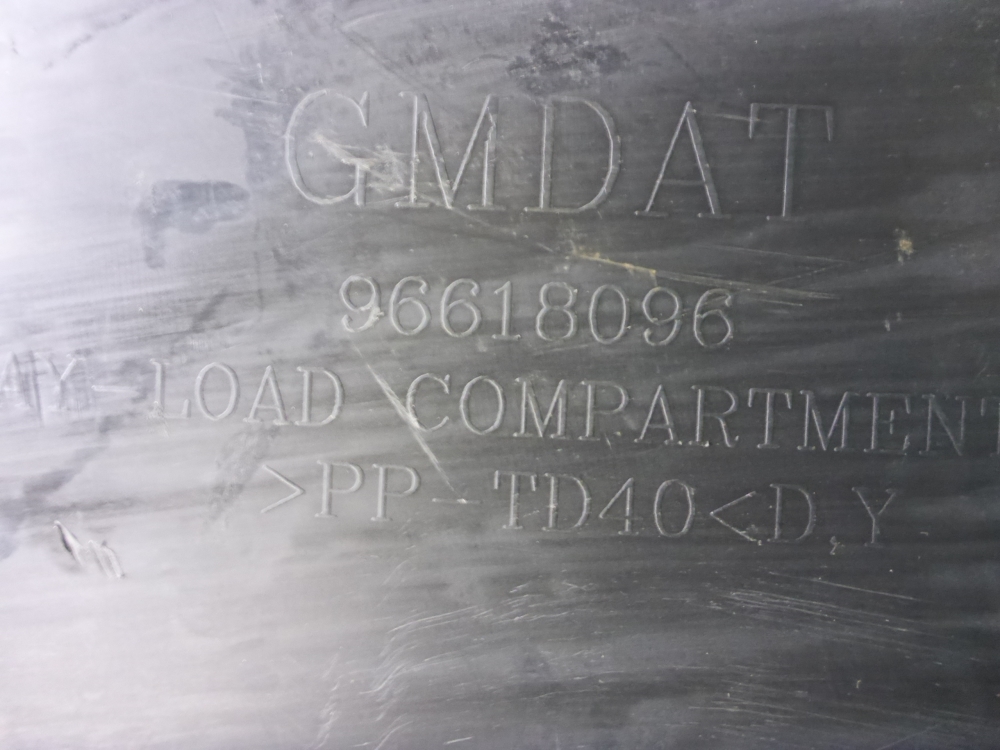 GMDAT
96618096
LOAD COMPARTMENT
>PP-TD40<D.Y